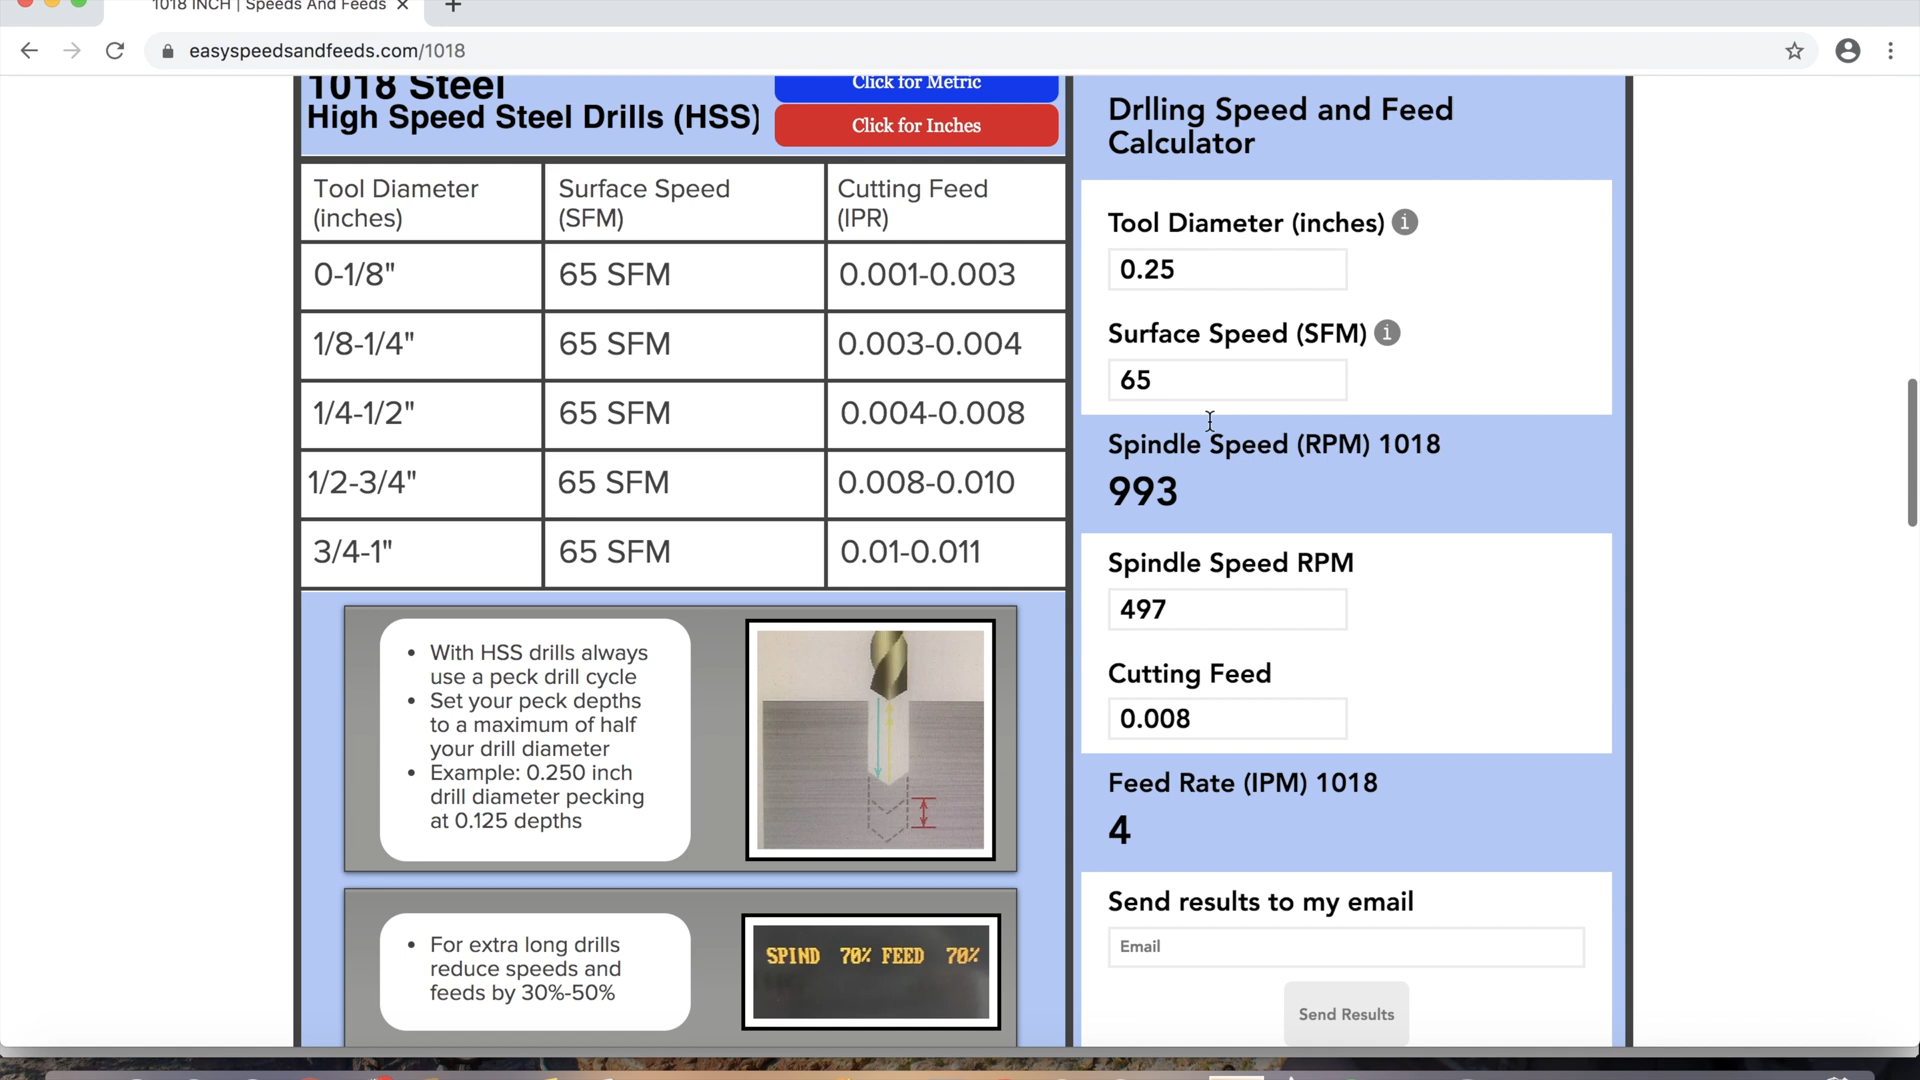 1018 INCH | Speeds And Feeds
easyspeedsandfeeds.com/1018
1018 Steel
High Speed Steel Drills (HSS)
Click for Metric
Click for Inches
Tool Diameter
(inches)
Surface Speed
(SFM)
Cutting Feed
(IPR)
0-1/8"
65 SFM
0.001-0.003
1/8-1/4"
65 SFM
0.003-0.004
1/4-1/2"
65 SFM
0.004-0.008
1/2-3/4"
65 SFM
0.008-0.010
3/4-1"
65 SFM
0.01-0.011
• With HSS drills always
use a peck drill cycle
• Set your peck depths
to a maximum of half
your drill diameter
• Example: 0.250 inch
drill diameter pecking
at 0.125 depths
• For extra long drills
reduce speeds and
feeds by 30%-50%
SPIND 70% FEED 70%
Drlling Speed and Feed
Calculator
Tool Diameter (inches)
0.25
Surface Speed (SFM)
65
Spindle Speed (RPM) 1018
993
Spindle Speed RPM
497
Cutting Feed
0.008
Feed Rate (IPM) 1018
4
Send results to my email
Email
Send Results